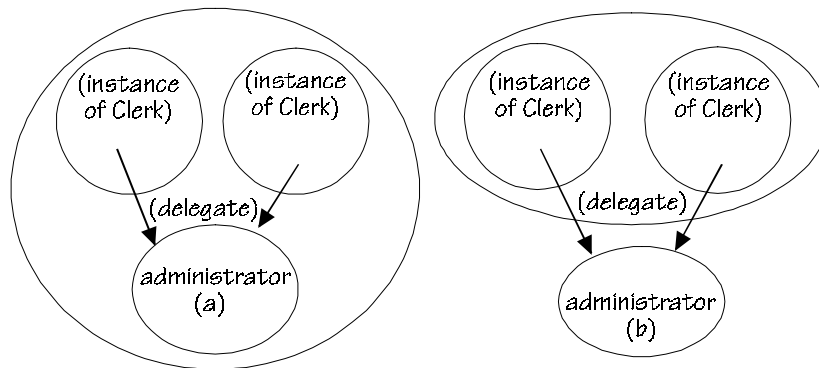 (instance
of Clerk)
(instance
of Clerk)
(delegate)
administrator
(a)
(instance
of Clerk)
(instance
of Clerk)
(delegate)
administrator
(b)